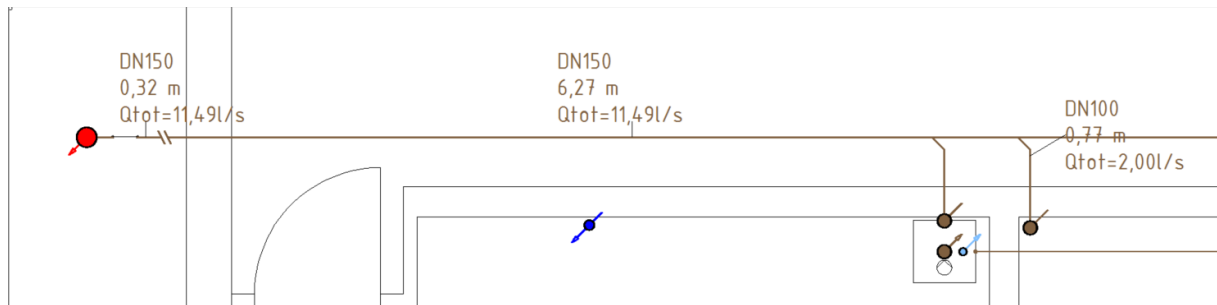 DN150
0,32 m
Qtot=11,49l/s
DN150
6,27 m
Qtot=11,49l/s
DN100
0,77 m
Qtot=2,00l/s